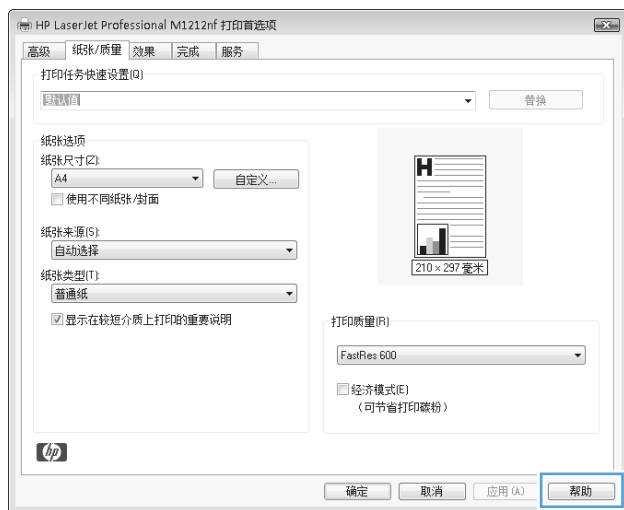 HP LaserJet Professional M1212nf 打印首选项
高级 纸张/质量 效果 完成 服务
打印任务快速设置(Q)
默认值
替换
纸张选项
纸张尺寸(Z):
A4
自定义...
使用不同纸张/封面
纸张来源(S):
自动选择
纸张类型(T):
普通纸
显示在较短介质上打印的重要说明
H
210 × 297 毫米
打印质量(R)
FastRes 600
经济模式(E)
(可节省打印碳粉)
hp
确定 取消 应用(A) 帮助